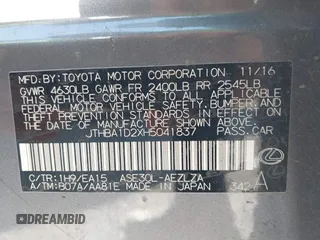 MFD. BY: TOYOTA MOTOR CORPORATION 11/16
GVWR 4630LB GAWR FR 2400LB RR 2545LB
THIS VEHICLE CONFORMS TO ALL APPLICABLE
FEDERAL MOTOR VEHICLE SAFETY, BUMPER, AND
THEFT PREVENTION STANDARDS IN EFFECT ON
THE DATE OF MANUFACTURE SHOWN ABOVE.
JTHBA1D2XH5041837 PASS. CAR
C/TR: 1H9/EA15 ASE30L-AEZLZA
A/TM: B07A/AA81E MADE IN JAPAN 342 A